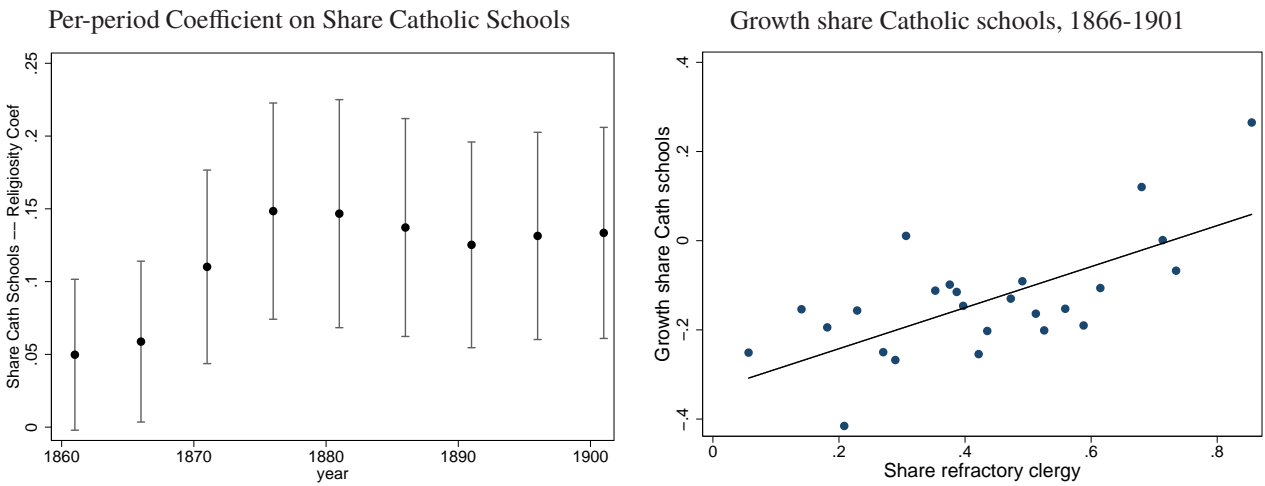 Per-period Coefficient on Share Catholic Schools
Share Cath Schools -- Religiosity Coef
.25
.2
.15
.1
.05
0
1860 1870 1880 1890 1900
year
Growth share Catholic schools, 1866-1901
Growth share Cath schools
.4
.2
0
-.2
-.4
0 .2 .4 .6 .8
Share refractory clergy